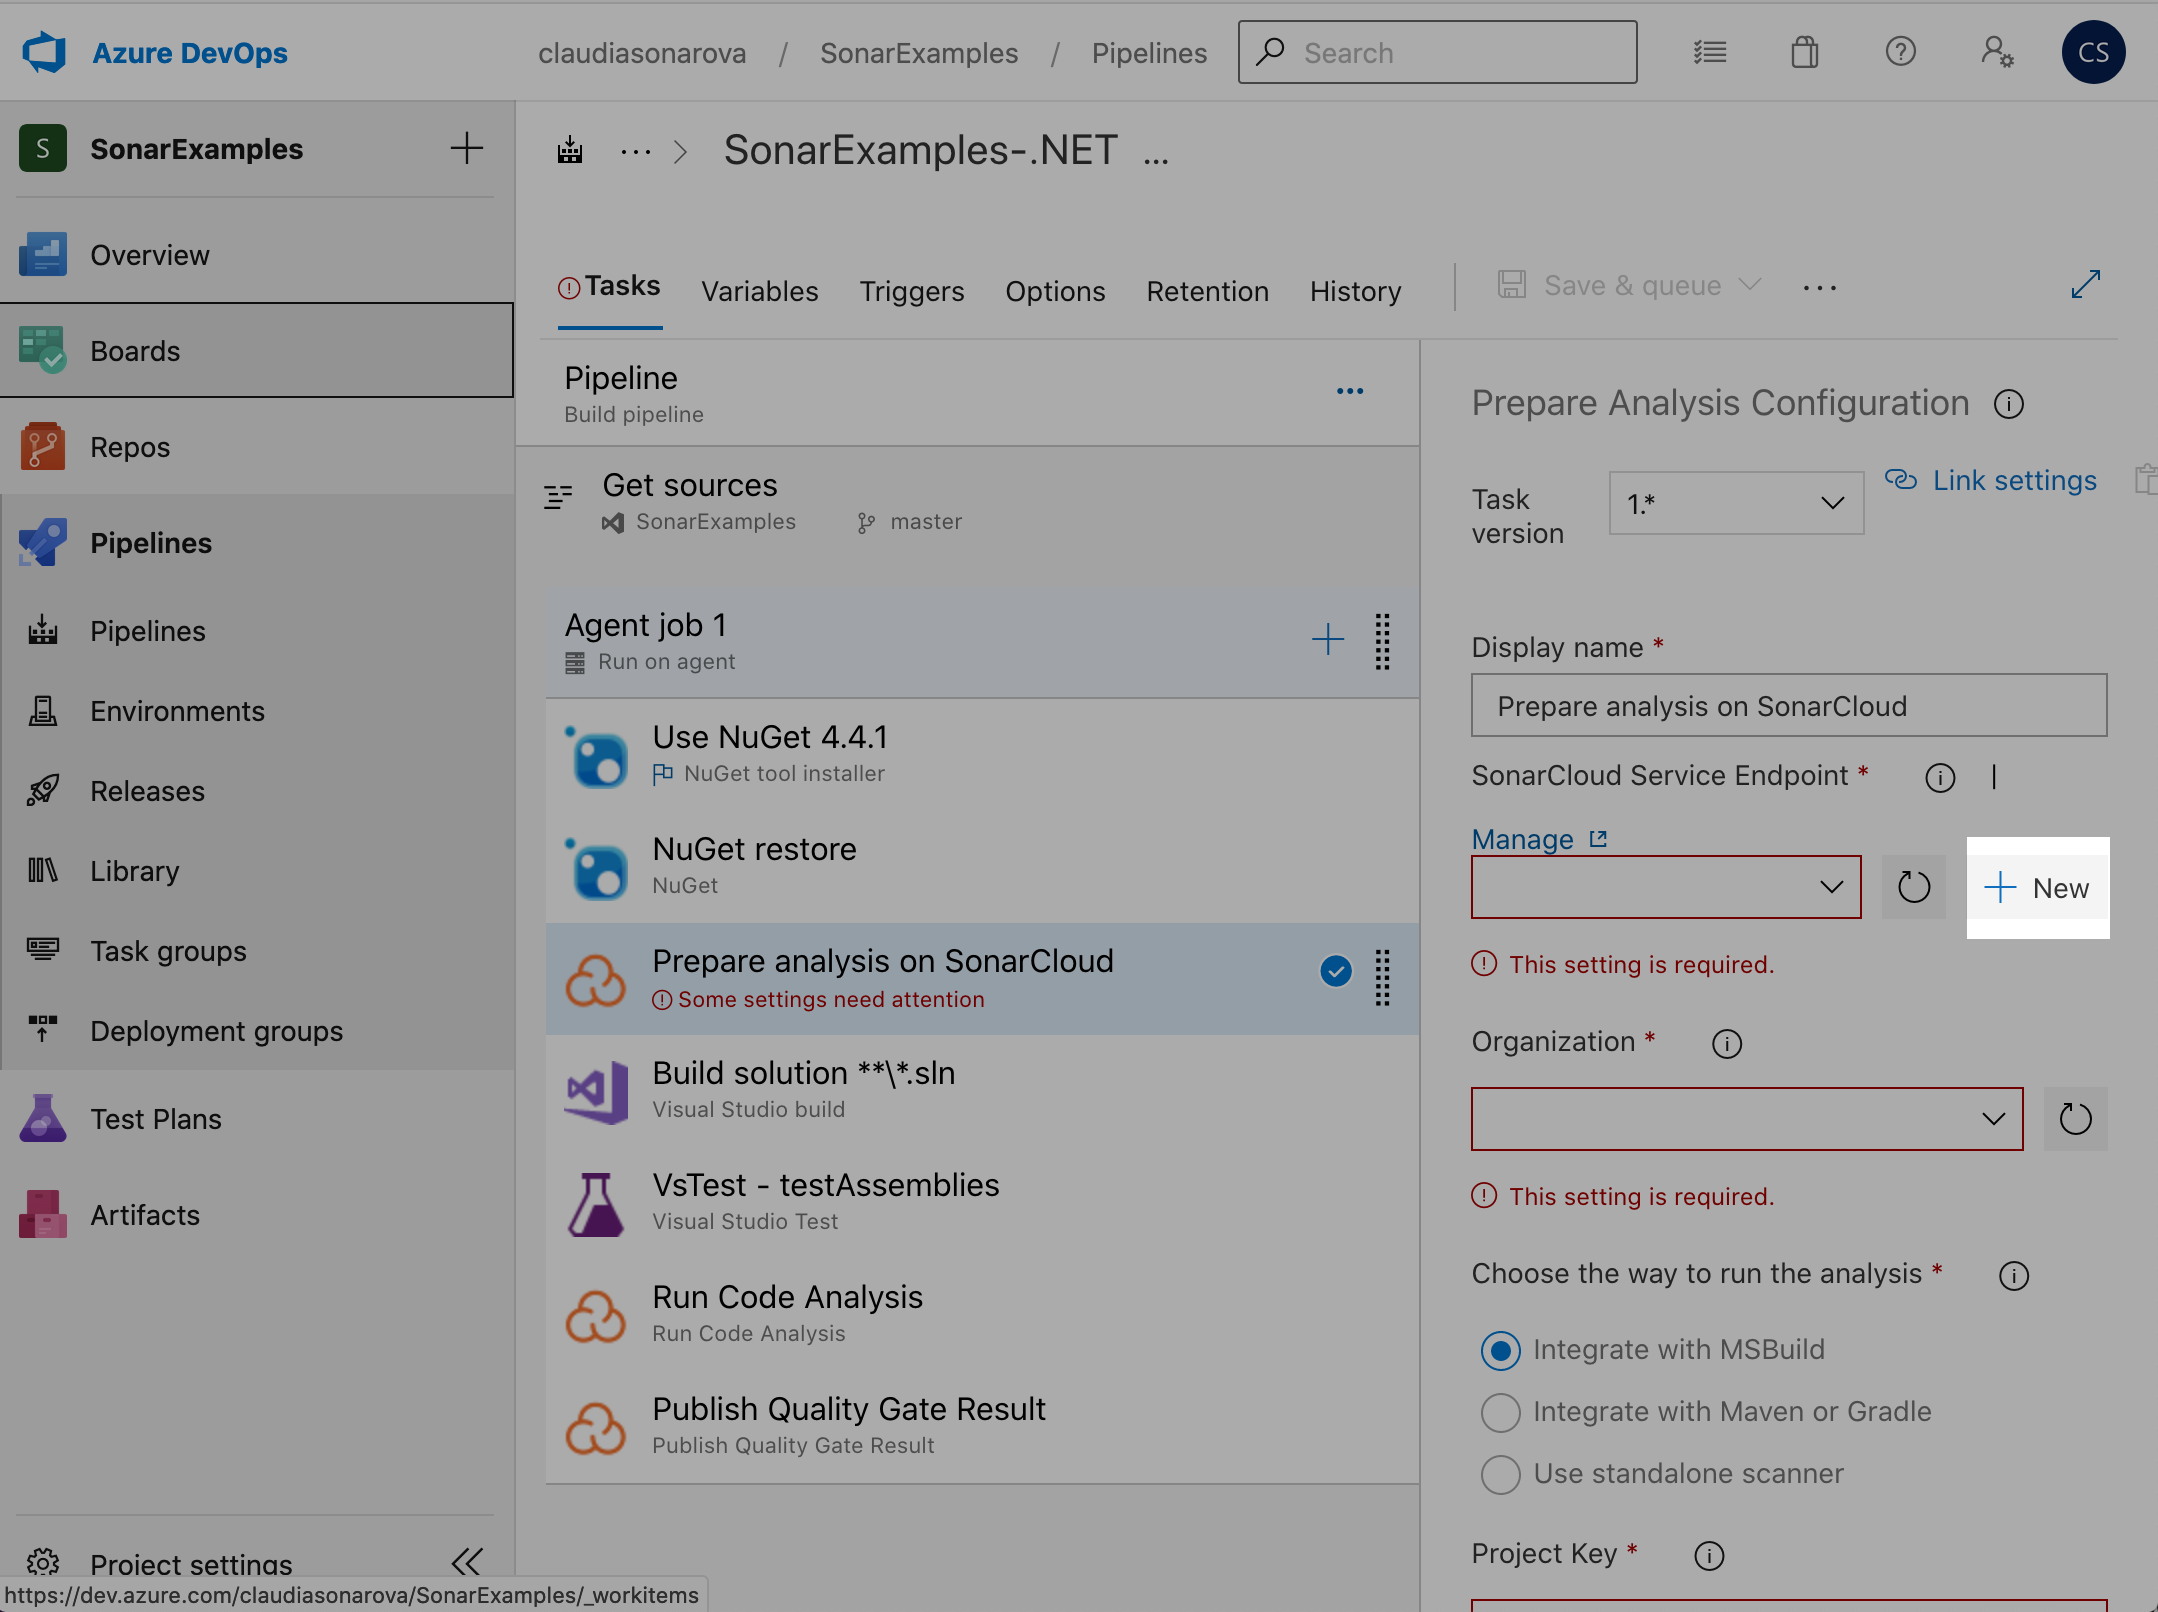 Azure DevOps
claudiasonarova / SonarExamples / Pipelines
Search
CS
S SonarExamples
Overview
Boards
Repos
Pipelines
Pipelines
Environments
Releases
Library
Task groups
Deployment groups
Test Plans
Artifacts
Project settings
https://dev.azure.com/claudiasonarova/SonarExamples/_workitems
... > SonarExamples-.NET ...
Tasks Variables Triggers Options Retention History Save & queue ...
Pipeline
Build pipeline
Get sources
SonarExamples master
Agent job 1
Run on agent
Use NuGet 4.4.1
NuGet tool installer
NuGet restore
NuGet
Prepare analysis on SonarCloud
Some settings need attention
Build solution **\*.sln
Visual Studio build
VsTest - testAssemblies
Visual Studio Test
Run Code Analysis
Run Code Analysis
Publish Quality Gate Result
Publish Quality Gate Result
Prepare Analysis Configuration
Task version 1.* Link settings
Display name *
Prepare analysis on SonarCloud
SonarCloud Service Endpoint * |
Manage
New
This setting is required.
Organization *
This setting is required.
Choose the way to run the analysis *
Integrate with MSBuild
Integrate with Maven or Gradle
Use standalone scanner
Project Key *